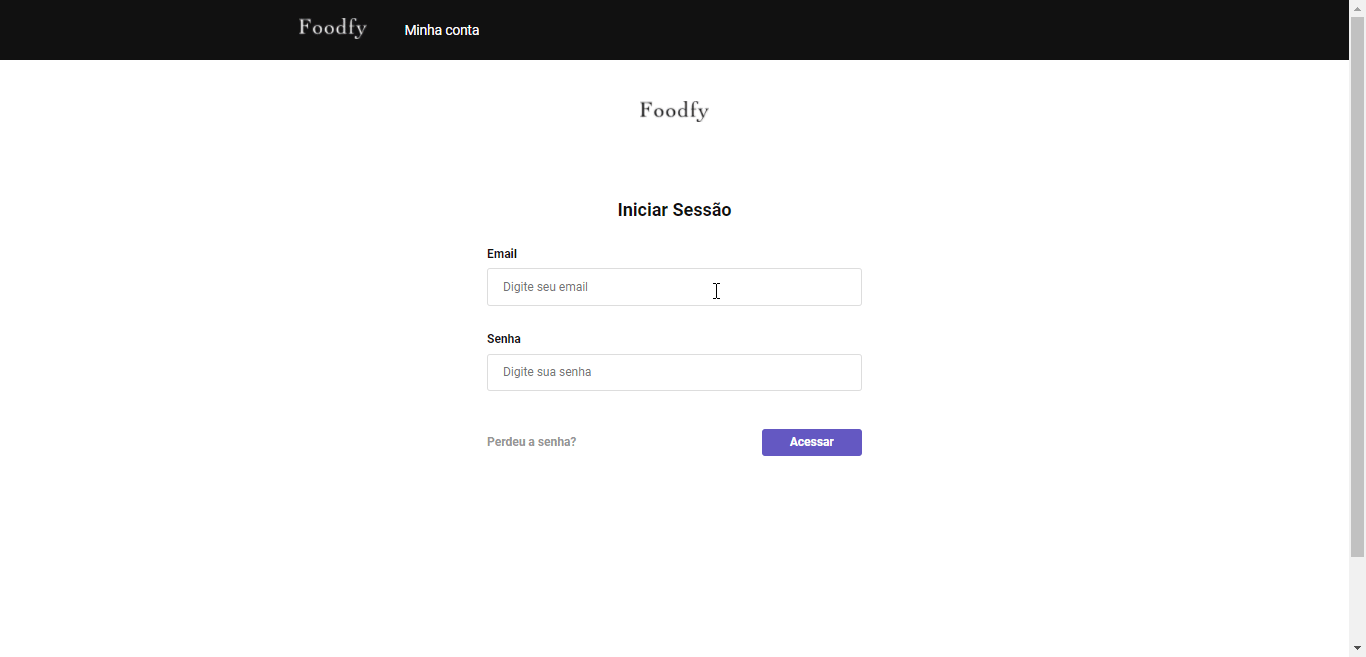 Foodfy Minha conta
Foodfy
Iniciar Sessão
Email
Digite seu email
Senha
Digite sua senha
Perdeu a senha? Acessar